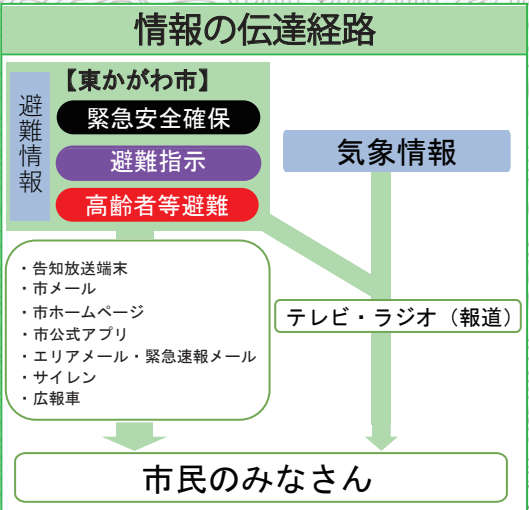 情報の伝達経路
【東かがわ市】
避難情報
緊急安全確保
避難指示
高齢者等避難
気象情報
・告知放送端末
・市メール
・市ホームページ
・市公式アプリ
・エリアメール・緊急速報メール
・サイレン
・広報車
テレビ・ラジオ（報道）
市民のみなさん